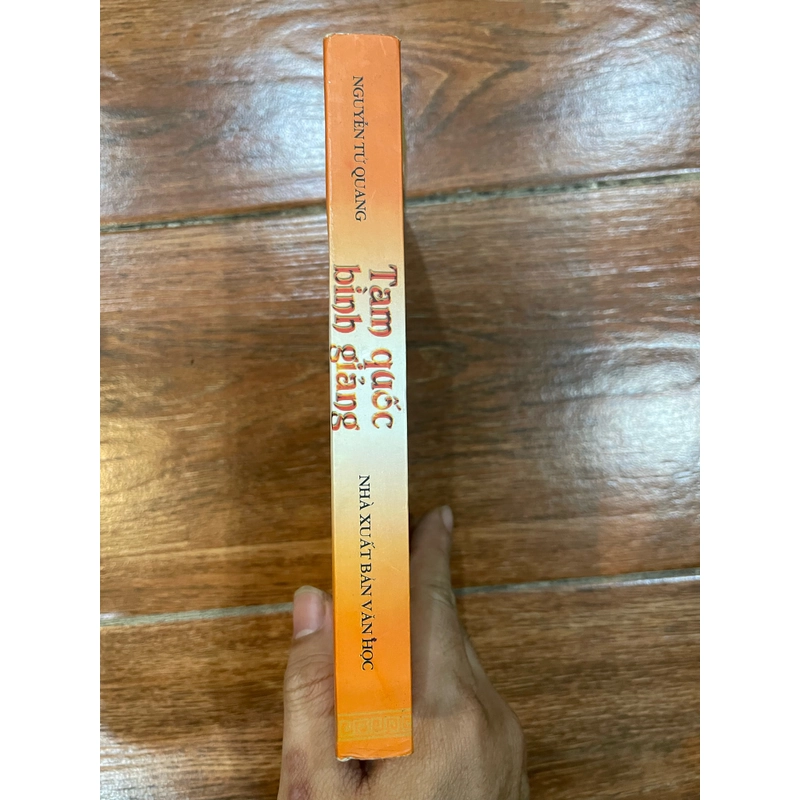 NGUYỄN TỬ QUANG
Tam quốc
bình giảng
NHÀ XUẤT BẢN VĂN HỌC